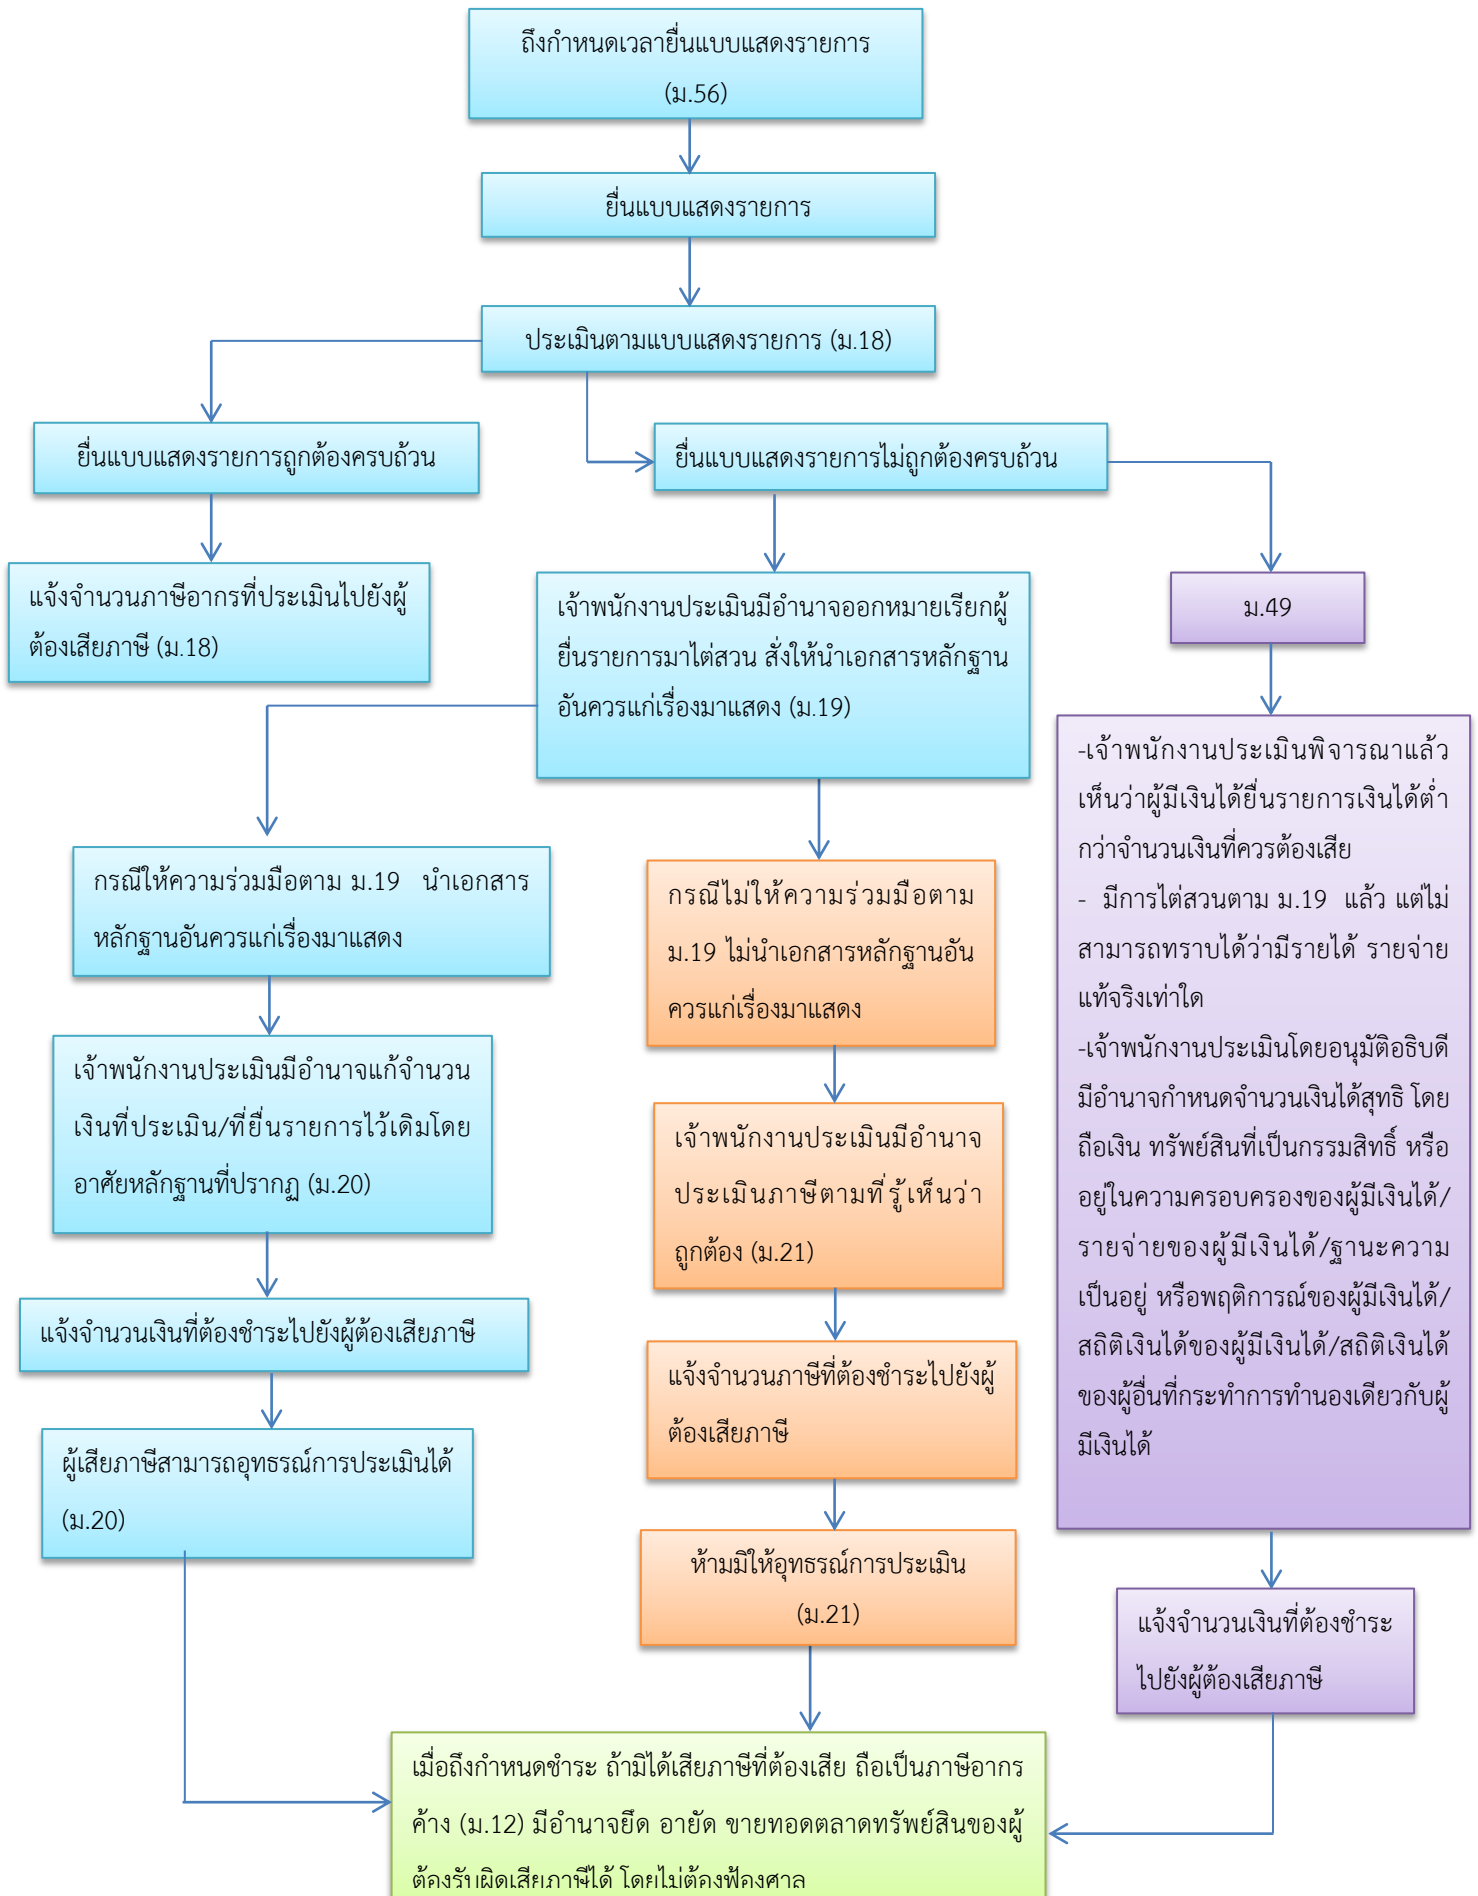 ถึงกำหนดเวลายื่นแบบแสดงรายการ
(ม.56)
ยื่นแบบแสดงรายการ
ประเมินตามแบบแสดงรายการ (ม.18)
ยื่นแบบแสดงรายการถูกต้องครบถ้วน
ยื่นแบบแสดงรายการไม่ถูกต้องครบถ้วน
แจ้งจำนวนภาษีอากรที่ประเมินไปยังผู้
ต้องเสียภาษี (ม.18)
เจ้าพนักงานประเมินมีอำนาจออกหมายเรียกผู้
ยื่นรายการมาไต่สวน สั่งให้นำเอกสารหลักฐาน
อันควรแก่เรื่องมาแสดง (ม.19)
ม.49
กรณีให้ความร่วมมือตาม ม.19 นำเอกสาร
หลักฐานอันควรแก่เรื่องมาแสดง
กรณีไม่ให้ความร่วมมือตาม
ม.19 ไม่นำเอกสารหลักฐานอัน
ควรแก่เรื่องมาแสดง
-เจ้าพนักงานประเมินพิจารณาแล้ว
เห็นว่าผู้มีเงินได้ยื่นรายการเงินได้ต่ำ
กว่าจำนวนเงินที่ควรต้องเสีย
- มีการไต่สวนตาม ม.19 แล้ว แต่ไม่
สามารถทราบได้ว่ามีรายได้ รายจ่าย
แท้จริงเท่าใด
-เจ้าพนักงานประเมินโดยอนุมัติอธิบดี
มีอำนาจกำหนดจำนวนเงินได้สุทธิ โดย
ถือเงิน ทรัพย์สินที่เป็นกรรมสิทธิ์ หรือ
อยู่ในความครอบครองของผู้มีเงินได้/
รายจ่ายของผู้มีเงินได้/ฐานะความ
เป็นอยู่ หรือพฤติการณ์ของผู้มีเงินได้/
สถิติเงินได้ของผู้มีเงินได้/สถิติเงินได้
ของผู้อื่นที่กระทำการทำนองเดียวกับผู้
มีเงินได้
เจ้าพนักงานประเมินมีอำนาจแก้จำนวน
เงินที่ประเมิน/ที่ยื่นรายการไว้เดิมโดย
อาศัยหลักฐานที่ปรากฏ (ม.20)
เจ้าพนักงานประเมินมีอำนาจ
ประเมินภาษีตามที่รู้เห็นว่า
ถูกต้อง (ม.21)
แจ้งจำนวนเงินที่ต้องชำระไปยังผู้ต้องเสียภาษี
แจ้งจำนวนภาษีที่ต้องชำระไปยังผู้
ต้องเสียภาษี
ผู้เสียภาษีสามารถอุทธรณ์การประเมินได้
(ม.20)
ห้ามมิให้อุทธรณ์การประเมิน
(ม.21)
แจ้งจำนวนเงินที่ต้องชำระ
ไปยังผู้ต้องเสียภาษี
เมื่อถึงกำหนดชำระ ถ้ามิได้เสียภาษีที่ต้องเสีย ถือเป็นภาษีอากร
ค้าง (ม.12) มีอำนาจยึด อายัด ขายทอดตลาดทรัพย์สินของผู้
ต้องรับผิดเสียภาษีได้ โดยไม่ต้องฟ้องศาล